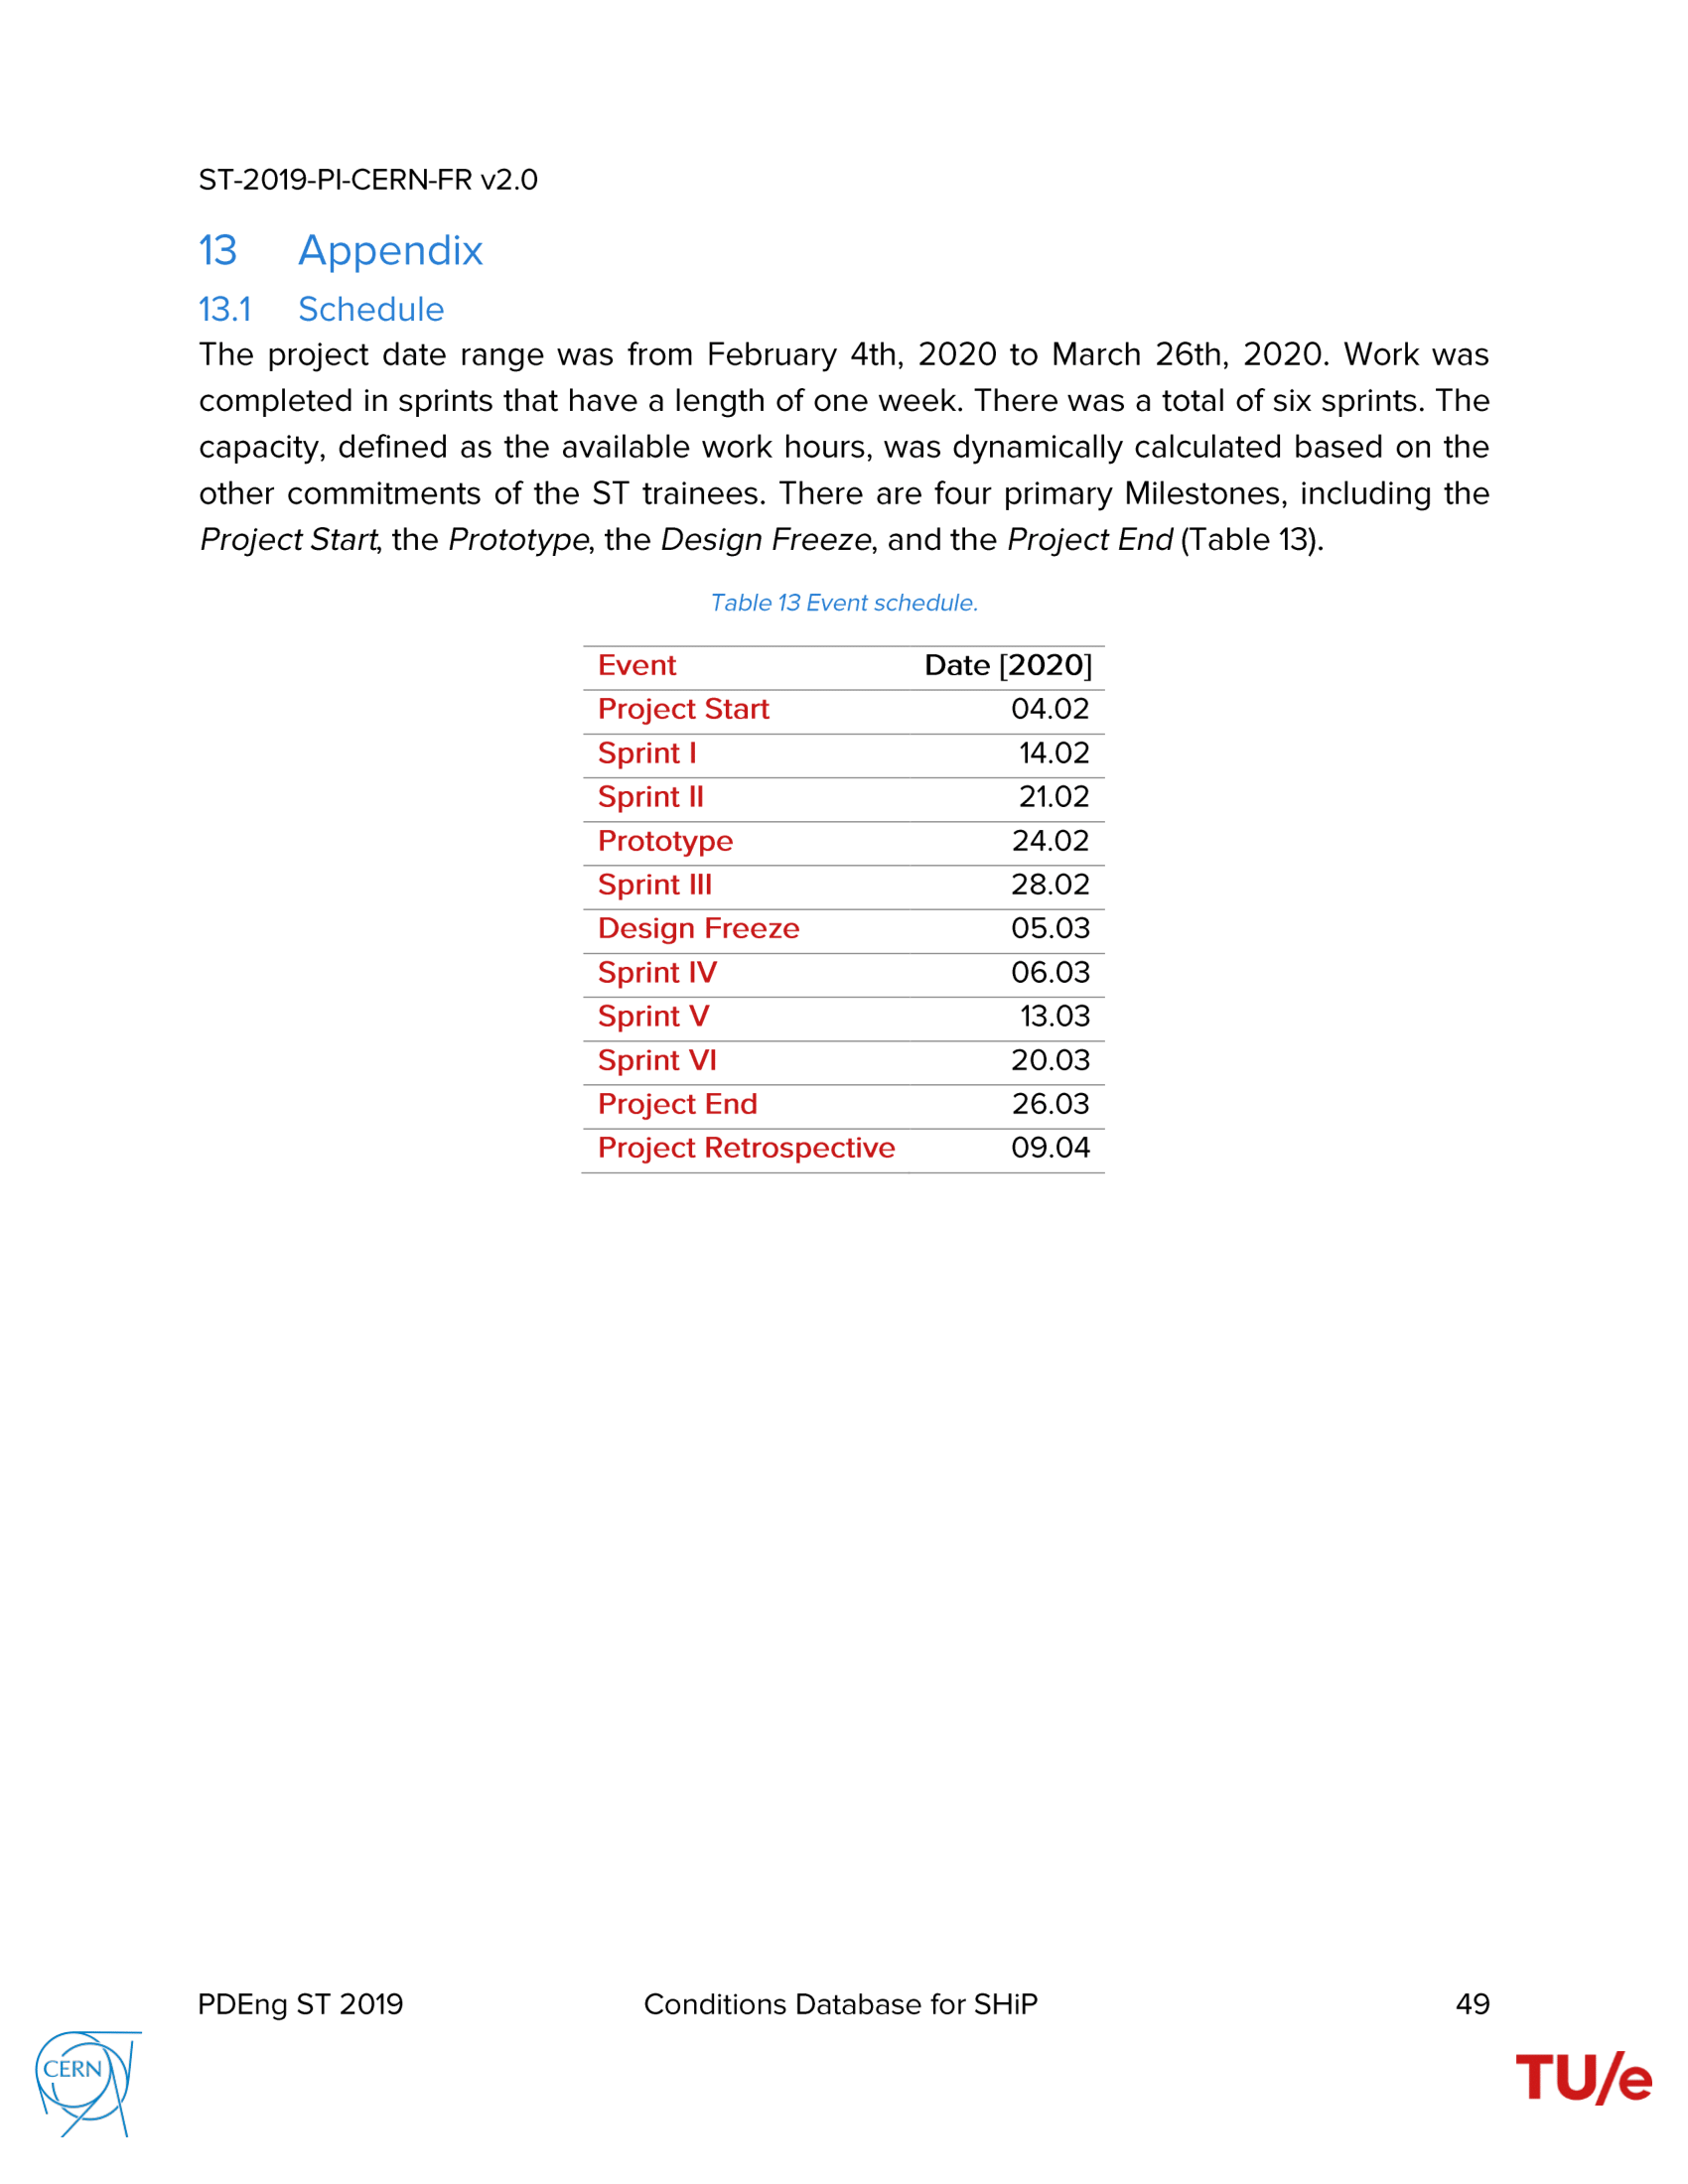 ST-2019-PI-CERN-FR v2.0
13 Appendix
13.1 Schedule
The project date range was from February 4th, 2020 to March 26th, 2020. Work was
completed in sprints that have a length of one week. There was a total of six sprints. The
capacity, defined as the available work hours, was dynamically calculated based on the
other commitments of the ST trainees. There are four primary Milestones, including the
Project Start, the Prototype, the Design Freeze, and the Project End (Table 13).
Table 13 Event schedule.
Event Date [2020]
Project Start 04.02
Sprint I 14.02
Sprint II 21.02
Prototype 24.02
Sprint III 28.02
Design Freeze 05.03
Sprint IV 06.03
Sprint V 13.03
Sprint VI 20.03
Project End 26.03
Project Retrospective 09.04
PDEng ST 2019 Conditions Database for SHiP 49
CERN
TU/e